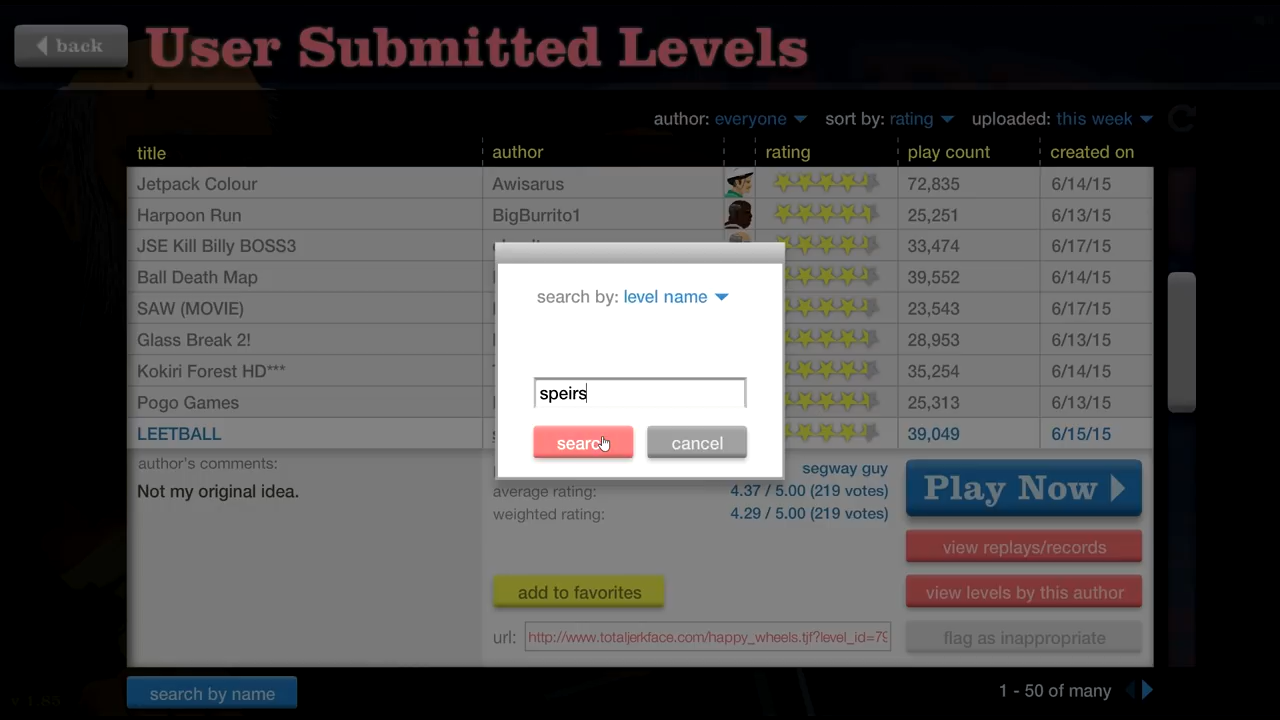 back
User Submitted Levels
author: everyone sort by: rating uploaded: this week
title author rating play count created on
Jetpack Colour Awisarus 72,835 6/14/15
Harpoon Run BigBurrito1 25,251 6/13/15
JSE Kill Billy BOSS3 33,474 6/17/15
Ball Death Map 39,552 6/14/15
SAW (MOVIE) 23,543 6/17/15
Glass Break 2! 28,953 6/13/15
Kokiri Forest HD*** 35,254 6/14/15
Pogo Games 25,313 6/13/15
LEETBALL 39,049 6/15/15
search by: level name
speirs
search cancel
author's comments:
Not my original idea.
segway guy
average rating: 4.37 / 5.00 (219 votes)
weighted rating: 4.29 / 5.00 (219 votes)
add to favorites
url: http://www.totaljerkface.com/happy_wheels.tjf?level_id=79
Play Now
view replays/records
view levels by this author
flag as inappropriate
v 1.85
search by name
1 - 50 of many